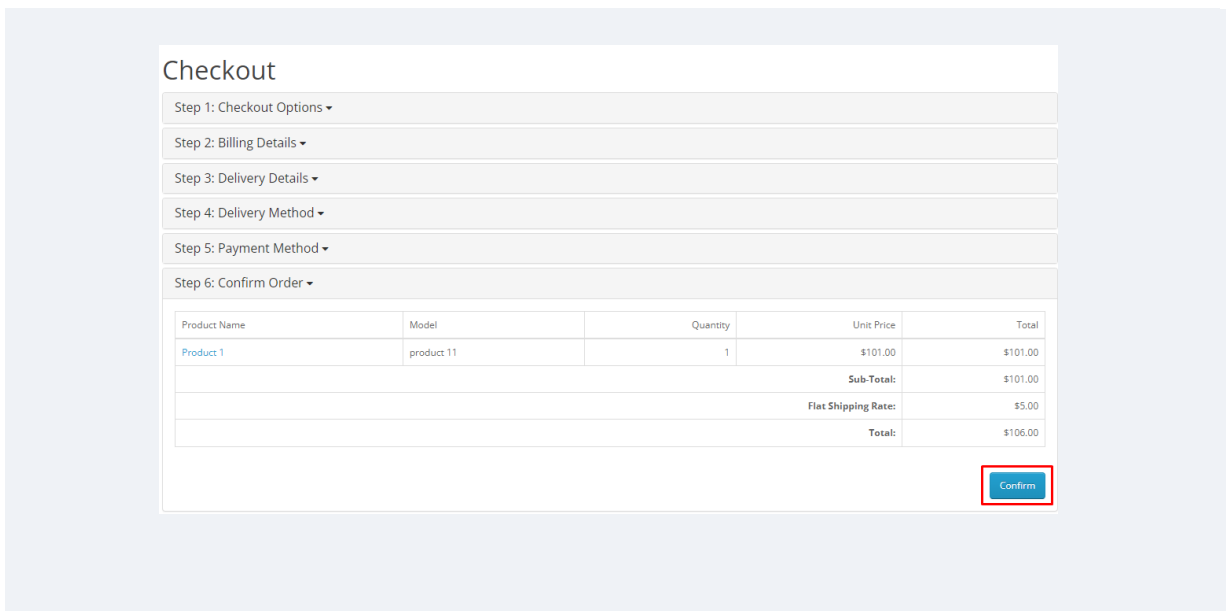 Checkout
Step 1: Checkout Options
Step 2: Billing Details
Step 3: Delivery Details
Step 4: Delivery Method
Step 5: Payment Method
Step 6: Confirm Order
Product Name Model Quantity Unit Price Total
Product 1 product 11 1 $101.00 $101.00
Sub-Total: $101.00
Flat Shipping Rate: $5.00
Total: $106.00
Confirm